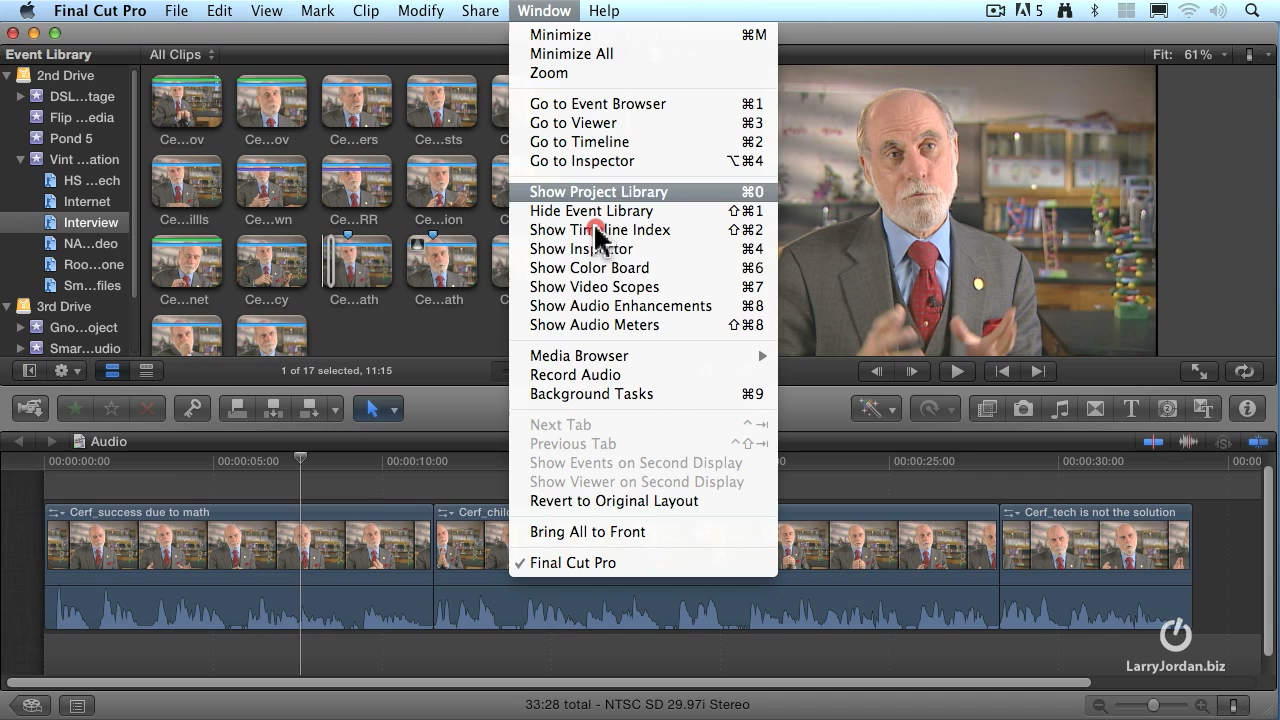 Final Cut Pro File Edit View Mark Clip Modify Share Window Help 5
Event Library
All Clips
Fit: 61%
2nd Drive
DSL...tage
Flip ...edia
Pond 5
Vint ...ation
HS ...ech
Internet
Interview
NA...deo
Roo...one
Sm...files
3rd Drive
Gno...oject
Smar...udio
Ce...ov Ce...ov Ce...ers Ce...sts
Ce...illls Ce...wn Ce...RR Ce...ion
Ce...net Ce...cy Ce...ath Ce...ath
1 of 17 selected, 11:15
Minimize ⌘M
Minimize All
Zoom
Go to Event Browser ⌘1
Go to Viewer ⌘3
Go to Timeline ⌘2
Go to Inspector ⌥⌘4
Show Project Library ⌘0
Hide Event Library ⇧⌘1
Show Timeline Index ⇧⌘2
Show Inspector ⌘4
Show Color Board ⌘6
Show Video Scopes ⌘7
Show Audio Enhancements ⌘8
Show Audio Meters ⇧⌘8
Media Browser
Record Audio
Background Tasks ⌘9
Next Tab ⌃⇥
Previous Tab ⌃⇧⇥
Show Events on Second Display
Show Viewer on Second Display
Revert to Original Layout
Bring All to Front
✓ Final Cut Pro
Audio
00:00:00:00 00:00:05:00 00:00:10:00 00:00:25:00 00:00:30:00 00:00
Cerf_success due to math
Cerf_chil
Cerf_tech is not the solution
LarryJordan.biz
33:28 total - NTSC SD 29.97i Stereo